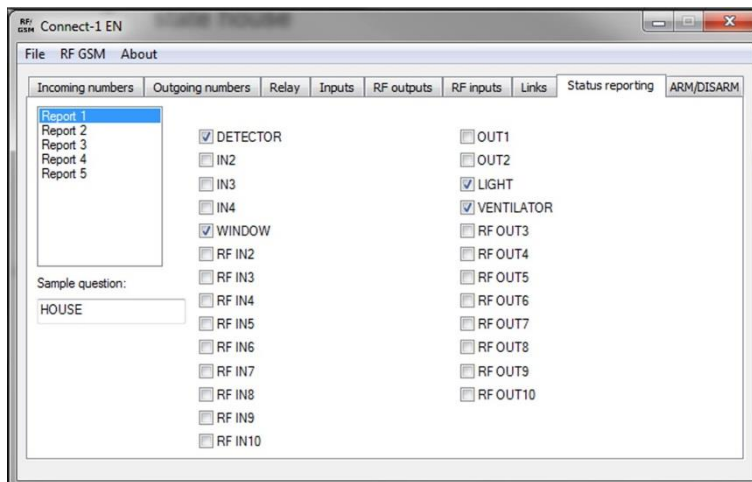 RF/
GSM Connect-1 EN
state house
File RF GSM About
Incoming numbers Outgoing numbers Relay Inputs RF outputs RF inputs Links Status reporting ARM/DISARM
Report 1
Report 2
Report 3
Report 4
Report 5
Sample question:
HOUSE
DETECTOR
IN2
IN3
IN4
WINDOW
RF IN2
RF IN3
RF IN4
RF IN5
RF IN6
RF IN7
RF IN8
RF IN9
RF IN10
OUT1
OUT2
LIGHT
VENTILATOR
RF OUT3
RF OUT4
RF OUT5
RF OUT6
RF OUT7
RF OUT8
RF OUT9
RF OUT10